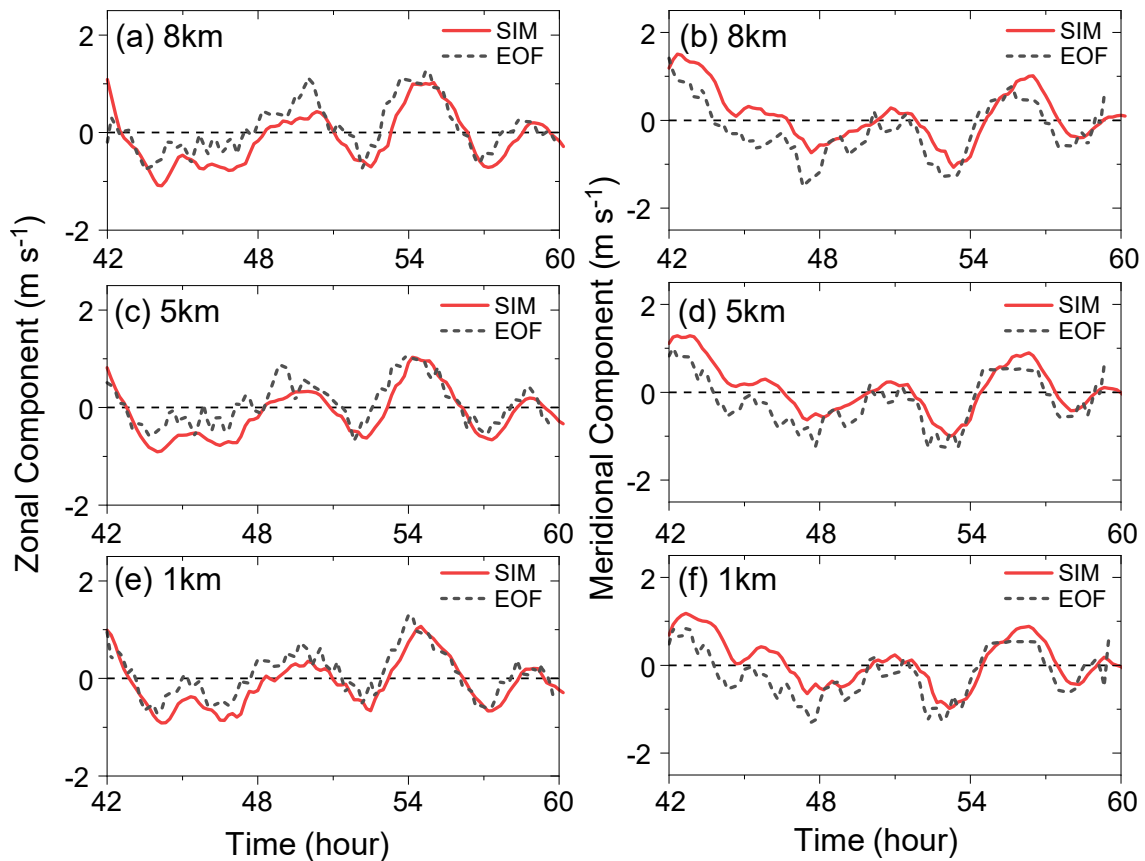 (a) 8km
SIM
EOF
2
0
-2
42
48
54
60
(b) 8km
SIM
EOF
2
0
-2
42
48
54
60
(c) 5km
SIM
EOF
2
0
-2
42
48
54
60
(d) 5km
SIM
EOF
2
0
-2
42
48
54
60
(e) 1km
SIM
EOF
2
0
-2
42
48
54
60
(f) 1km
SIM
EOF
2
0
-2
42
48
54
60
Zonal Component (m s⁻¹)
Meridional Component (m s⁻¹)
Time (hour)
Time (hour)